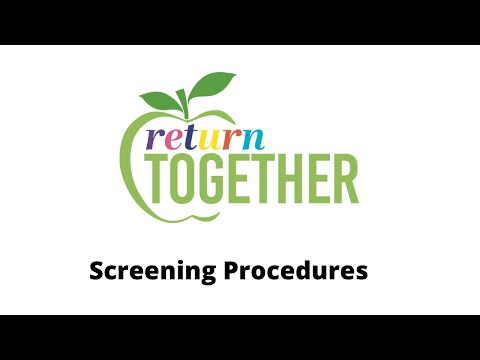 return
TOGETHER
Screening Procedures